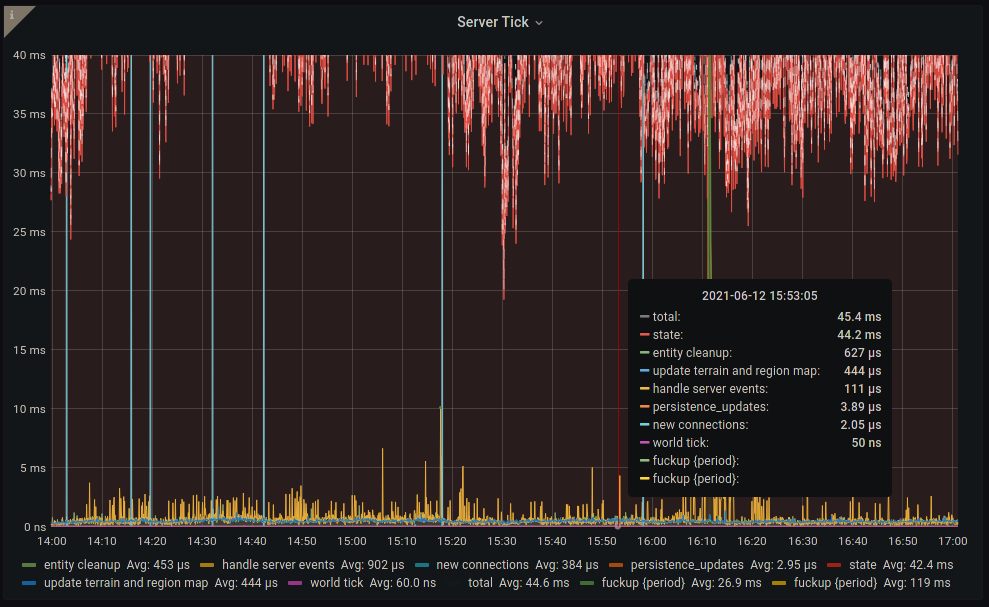 i
Server Tick
40 ms
35 ms
30 ms
25 ms
20 ms
15 ms
10 ms
5 ms
0 ns
2021-06-12 15:53:05
total: 45.4 ms
state: 44.2 ms
entity cleanup: 627 µs
update terrain and region map: 444 µs
handle server events: 111 µs
persistence_updates: 3.89 µs
new connections: 2.05 µs
world tick: 50 ns
fuckup {period}:
fuckup {period}:
14:00 14:10 14:20 14:30 14:40 14:50 15:00 15:10 15:20 15:30 15:40 15:50 16:00 16:10 16:20 16:30 16:40 16:50 17:00
entity cleanup Avg: 453 µs handle server events Avg: 902 µs new connections Avg: 384 µs persistence_updates Avg: 2.95 µs state Avg: 42.4 ms
update terrain and region map Avg: 444 µs world tick Avg: 60.0 ns total Avg: 44.6 ms fuckup {period} Avg: 26.9 ms fuckup {period} Avg: 119 ms